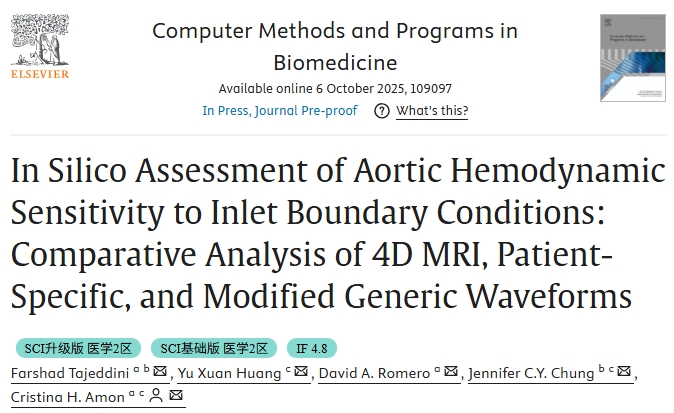 Computer Methods and Programs in
Biomedicine
Available online 6 October 2025, 109097
In Press, Journal Pre-proof ? What's this?
ELSEVIER
In Silico Assessment of Aortic Hemodynamic
Sensitivity to Inlet Boundary Conditions:
Comparative Analysis of 4D MRI, Patient-
Specific, and Modified Generic Waveforms
SCI升级版 医学2区 SCI基础版 医学2区 IF 4.8
Farshad Tajeddini a b, Yu Xuan Huang c, David A. Romero a, Jennifer C.Y. Chung b c,
Cristina H. Amon a c